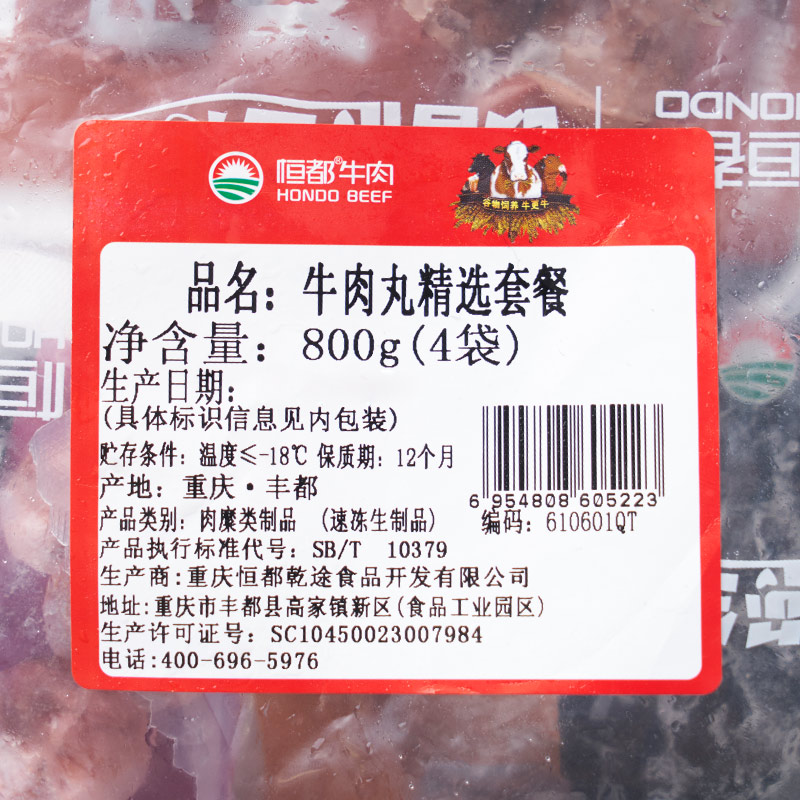 HONDO
恒都®牛肉
HONDO BEEF
谷物饲养 牛更牛
品名：牛肉丸精选套餐
净含量：800g(4袋)
生产日期：
(具体标识信息见内包装)
贮存条件：温度≤-18℃ 保质期：12个月
产地：重庆·丰都
6 954808 605223
产品类别：肉糜类制品 （速冻生制品） 编码：610601QT
产品执行标准代号：SB/T 10379
生产商:重庆恒都乾途食品开发有限公司
地址:重庆市丰都县高家镇新区(食品工业园区)
生产许可证号：SC10450023007984
电话:400-696-5976